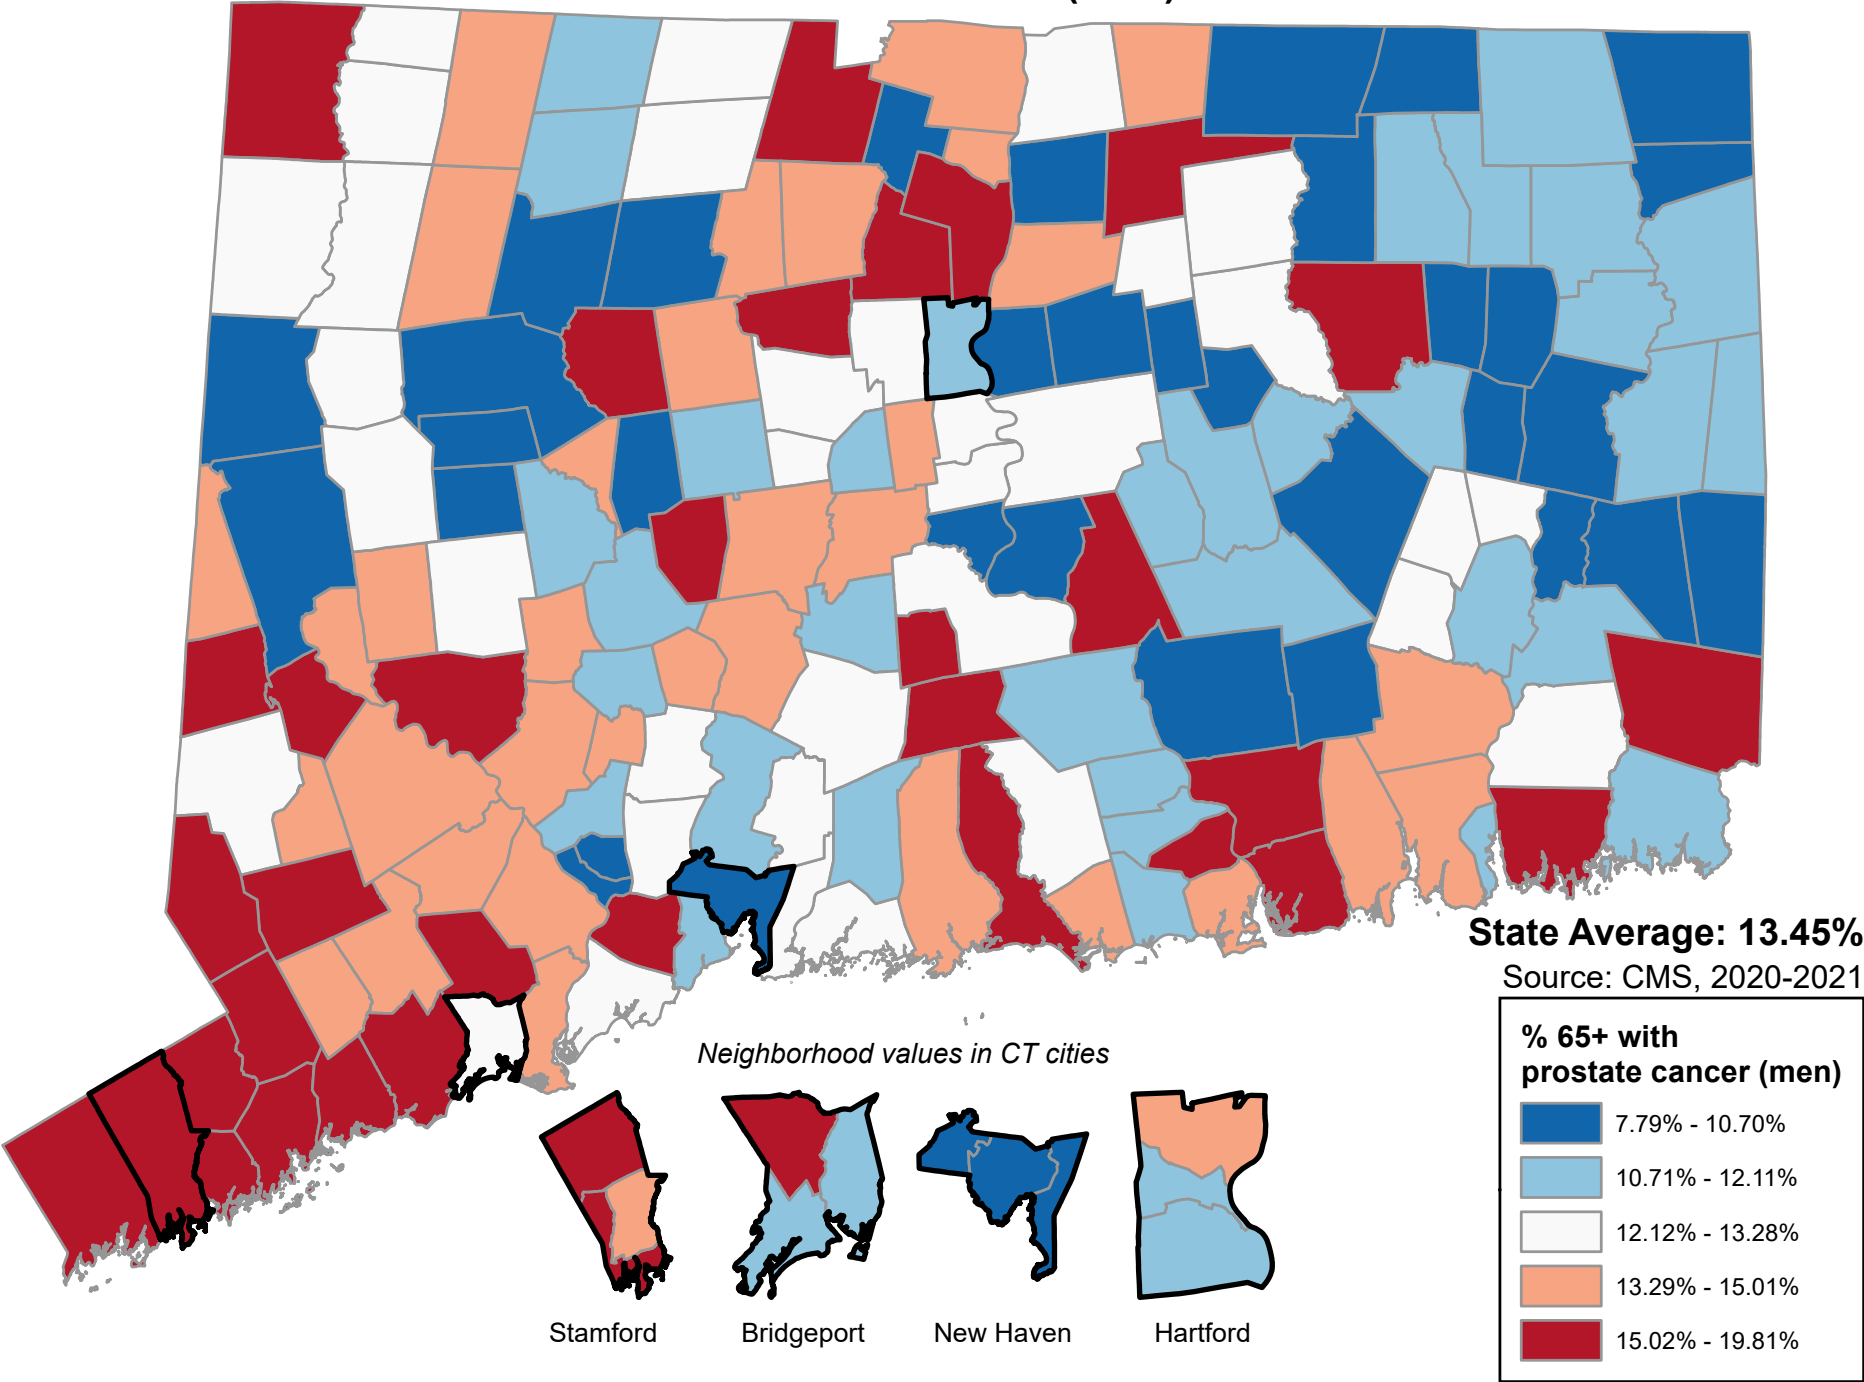 State Average: 13.45%
Source: CMS, 2020-2021
% 65+ with
prostate cancer (men)
7.79% - 10.70%
10.71% - 12.11%
12.12% - 13.28%
13.29% - 15.01%
15.02% - 19.81%
Neighborhood values in CT cities
Stamford
Bridgeport
New Haven
Hartford